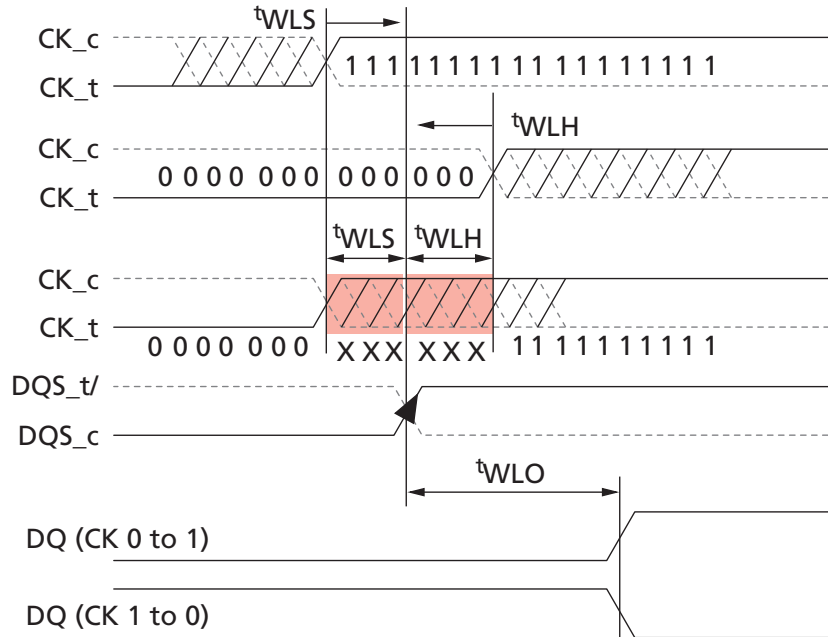 tWLS
CK_c
1 1 1 1 1 1 1 1 1 1 1 1 1 1 1 1 1
CK_t
tWLH
CK_c
0 0 0 0 0 0 0 0 0 0 0 0 0
CK_t
tWLS tWLH
CK_c
CK_t
0 0 0 0 0 0 0 X X X X X X 1 1 1 1 1 1 1 1 1 1
DQS_t/
DQS_c
tWLO
DQ (CK 0 to 1)
DQ (CK 1 to 0)